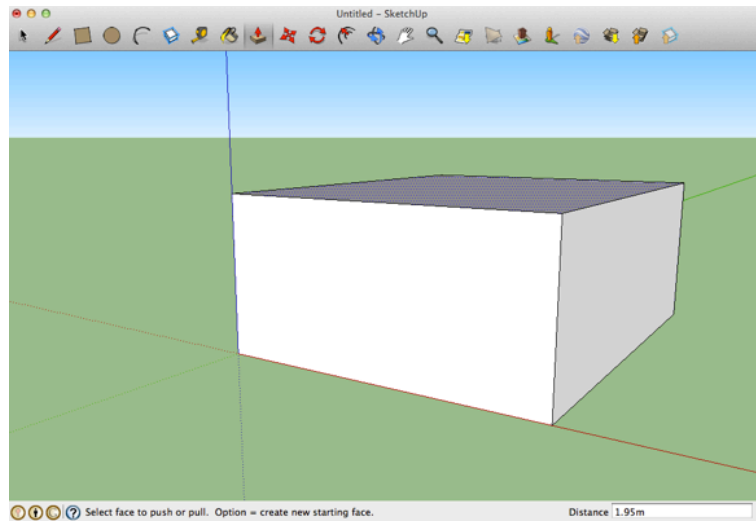 Untitled – SketchUp
Select face to push or pull. Option = create new starting face. Distance 1.95m